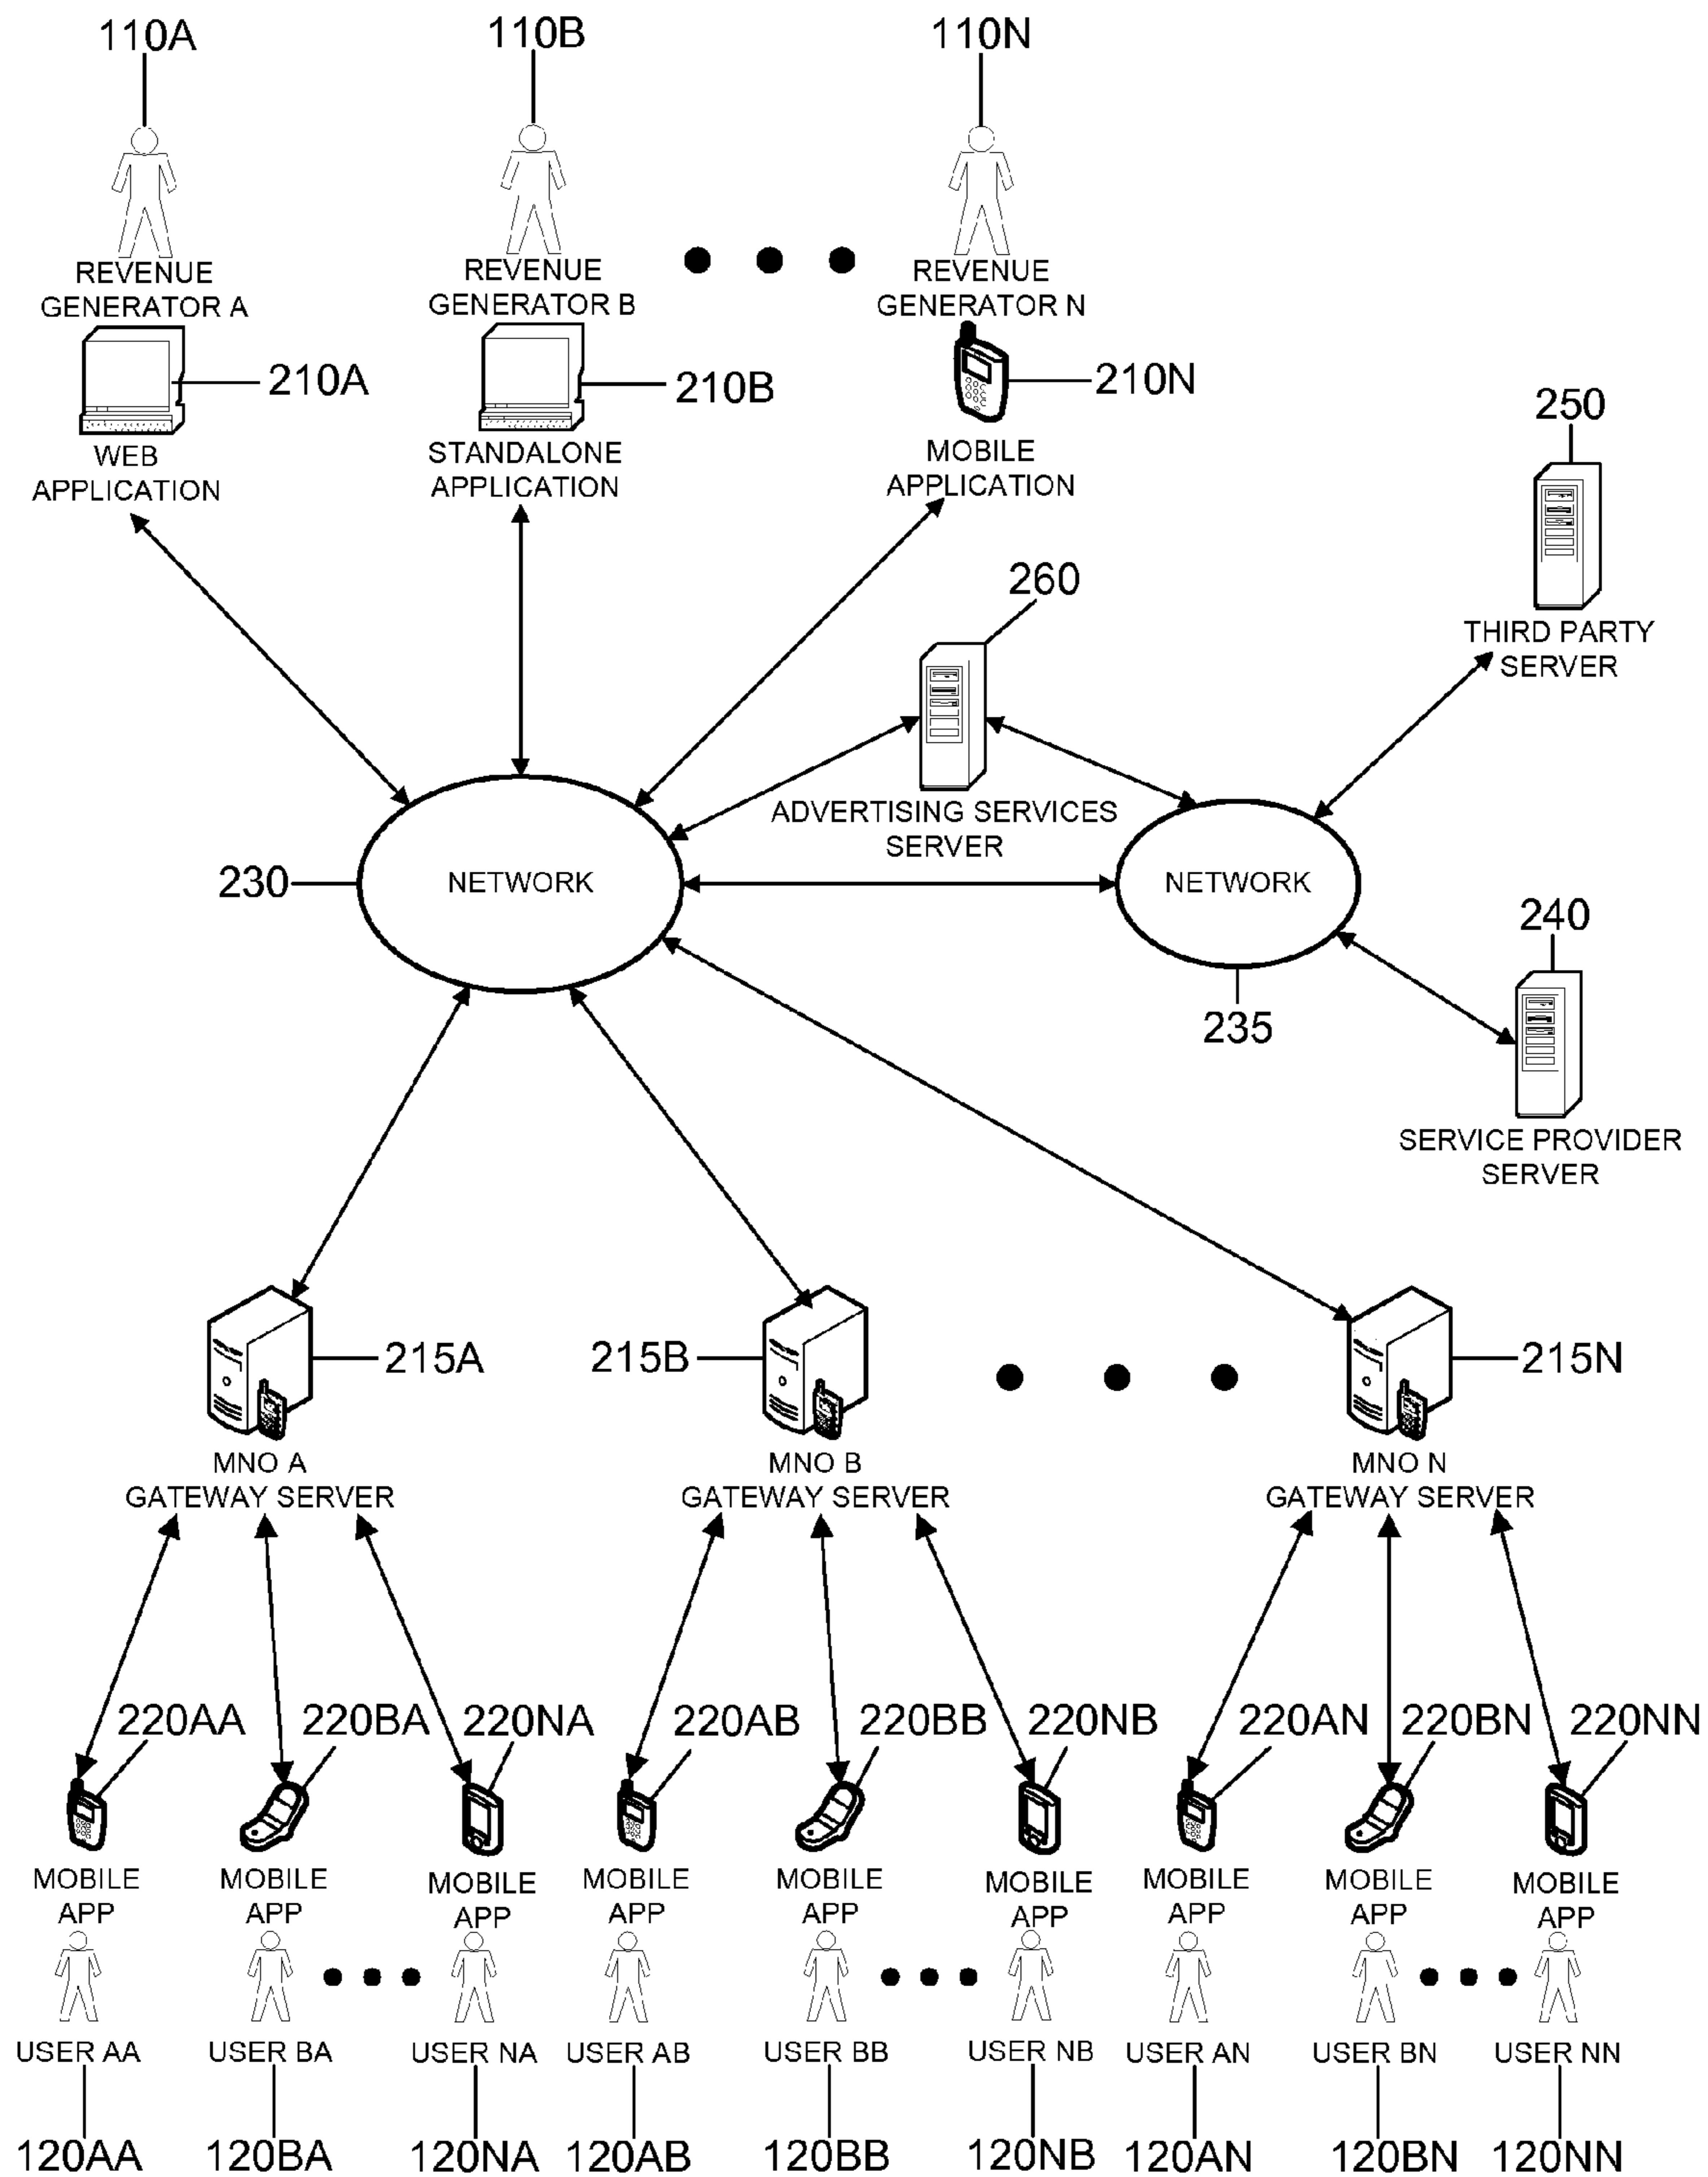 110A
110B
110N
REVENUE
GENERATOR A
REVENUE
GENERATOR B
REVENUE
GENERATOR N
210A
210B
210N
WEB
APPLICATION
STANDALONE
APPLICATION
MOBILE
APPLICATION
250
THIRD PARTY
SERVER
260
ADVERTISING SERVICES
SERVER
230
NETWORK
NETWORK
235
240
SERVICE PROVIDER
SERVER
215A
215B
215N
MNO A
GATEWAY SERVER
MNO B
GATEWAY SERVER
MNO N
GATEWAY SERVER
220AA
220BA
220NA
220AB
220BB
220NB
220AN
220BN
220NN
MOBILE
APP
MOBILE
APP
MOBILE
APP
MOBILE
APP
MOBILE
APP
MOBILE
APP
MOBILE
APP
MOBILE
APP
MOBILE
APP
USER AA
USER BA
USER NA
USER AB
USER BB
USER NB
USER AN
USER BN
USER NN
120AA
120BA
120NA
120AB
120BB
120NB
120AN
120BN
120NN